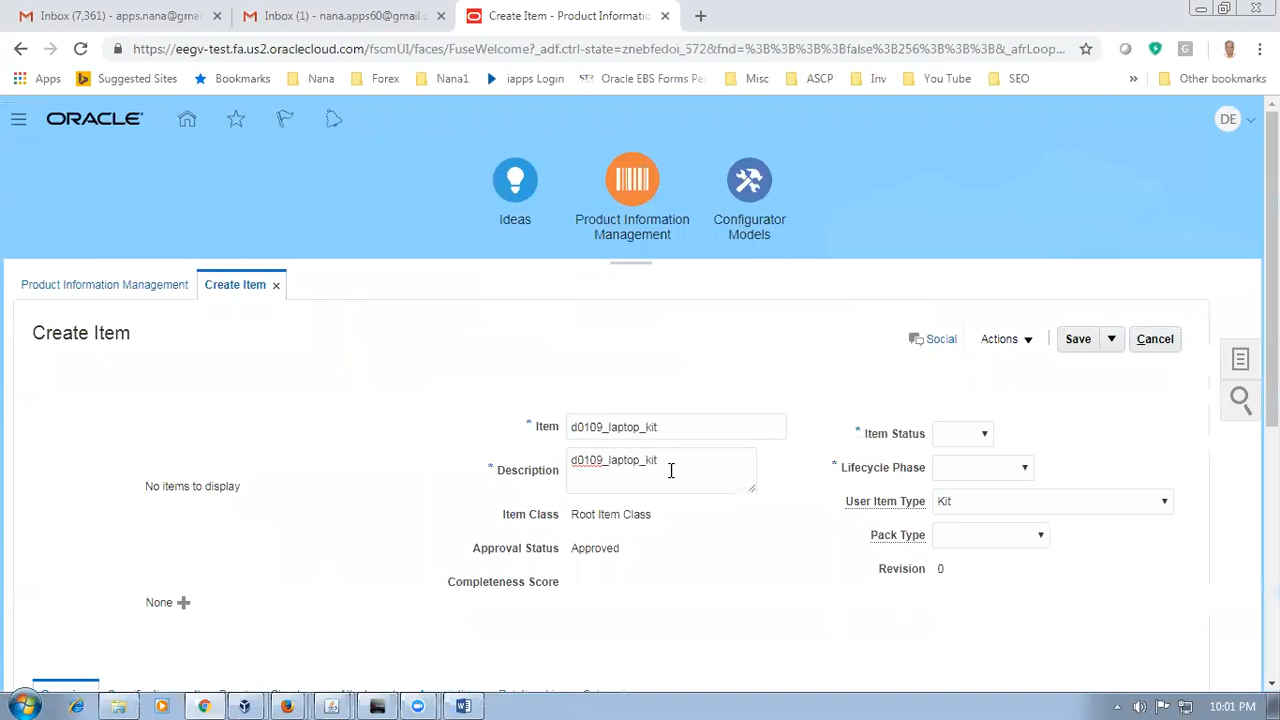 Inbox (7,361) - apps.nana@gma
Inbox (1) - nana.apps60@gmail.c
Create Item - Product Informatio
https://eegv-test.fa.us2.oraclecloud.com/fscmUI/faces/FuseWelcome?_adf.ctrl-state=znebfedoi_572&fnd=%3B%3B%3B%3Bfalse%3B256%3B%3B%3B&_afrLoop...
Apps Suggested Sites Bookmarks Nana Forex Nana1 iapps Login Oracle EBS Forms Pe Misc ASCP Inv You Tube SEO » Other bookmarks
ORACLE DE
Ideas
Product Information Management
Configurator Models
Product Information Management Create Item
Create Item
Social Actions Save Cancel
* Item d0109_laptop_kit
* Item Status
* Description d0109_laptop_kit
* Lifecycle Phase
No items to display
User Item Type Kit
Item Class Root Item Class
Pack Type
Approval Status Approved
Revision 0
Completeness Score
None
10:01 PM